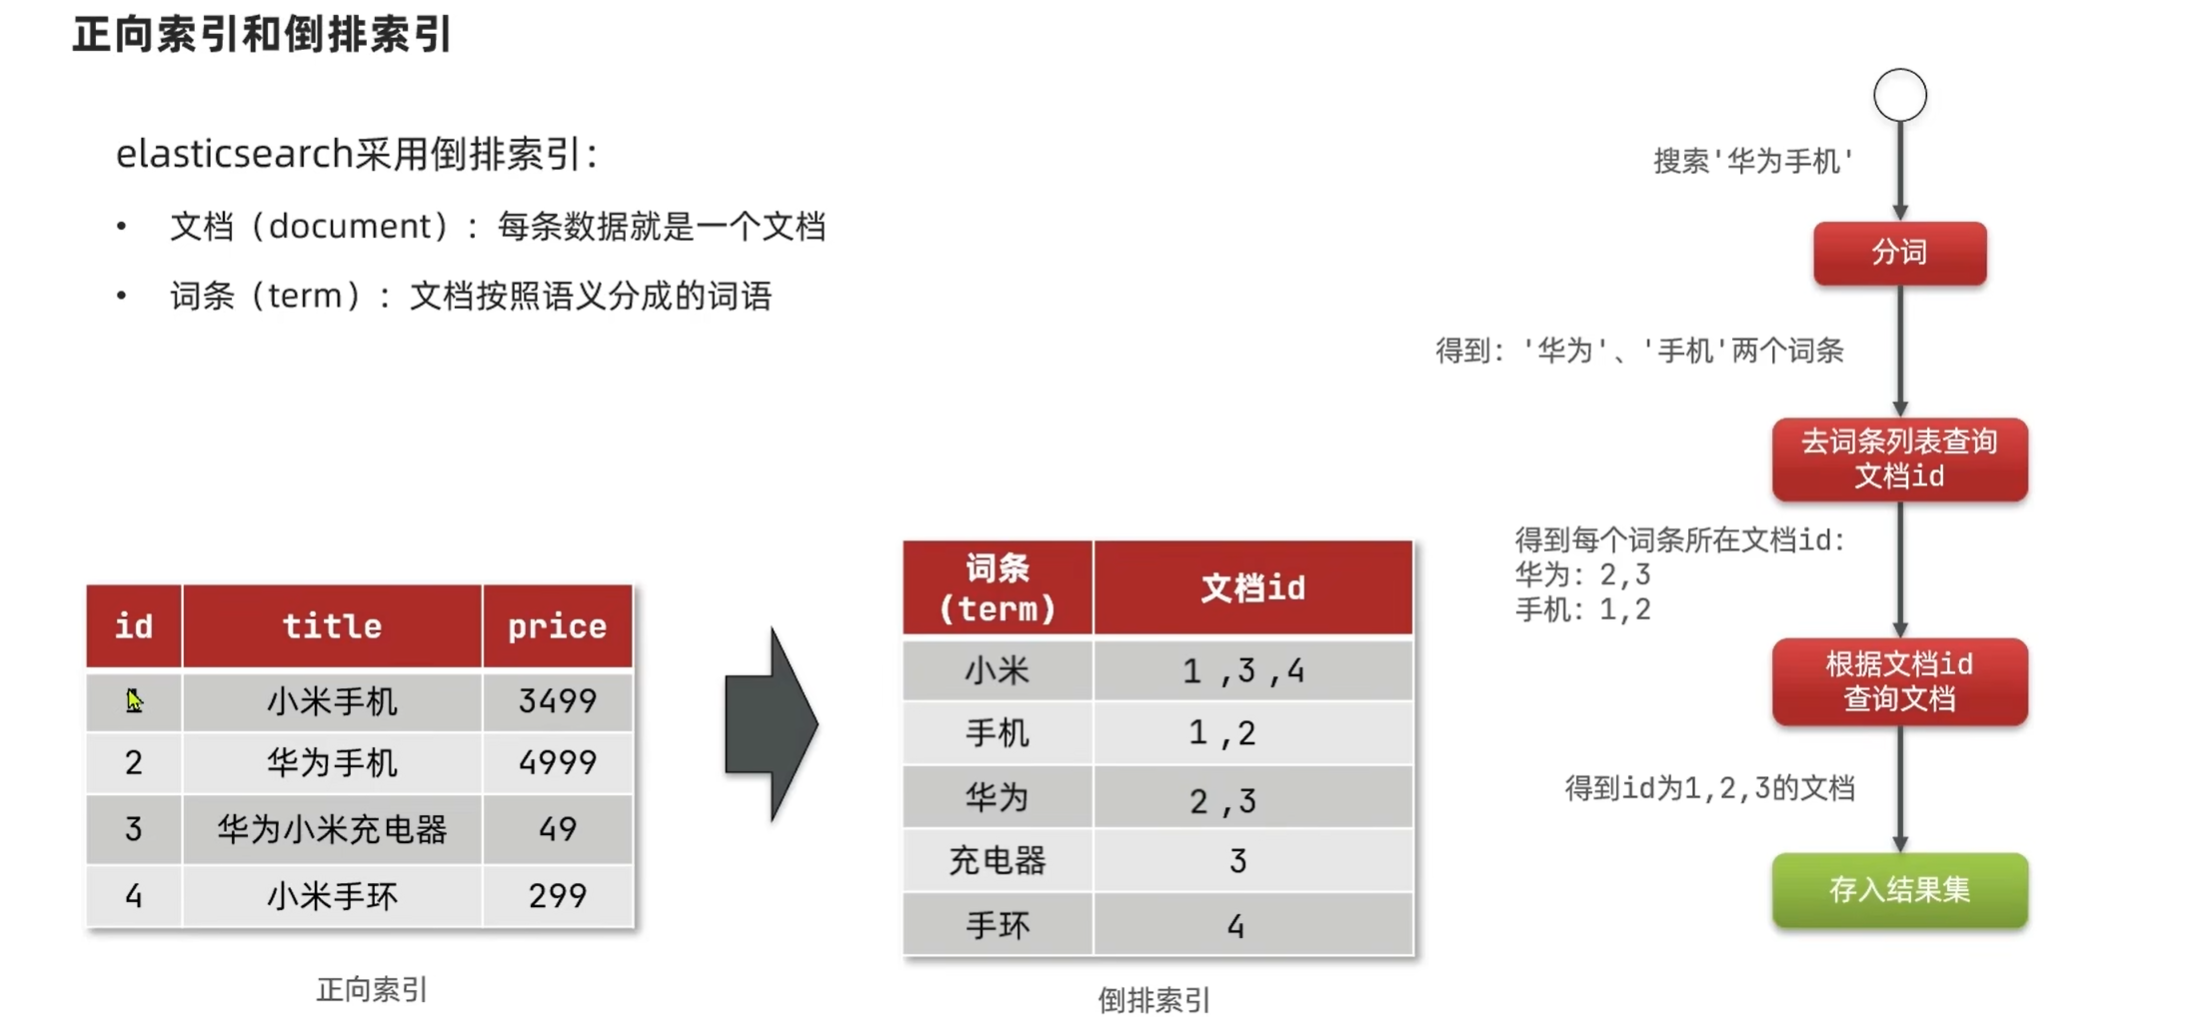 正向索引和倒排索引
elasticsearch采用倒排索引：
• 文档（document）：每条数据就是一个文档
• 词条（term）：文档按照语义分成的词语
id title price
小米手机 3499
2 华为手机 4999
3 华为小米充电器 49
4 小米手环 299
正向索引
词条
(term)
文档id
小米 1 ,3 ,4
手机 1 ,2
华为 2 ,3
充电器 3
手环 4
倒排索引
搜索'华为手机'
分词
得到：'华为'、'手机'两个词条
去词条列表查询
文档id
得到每个词条所在文档id：
华为：2,3
手机：1,2
根据文档id
查询文档
得到id为1,2,3的文档
存入结果集